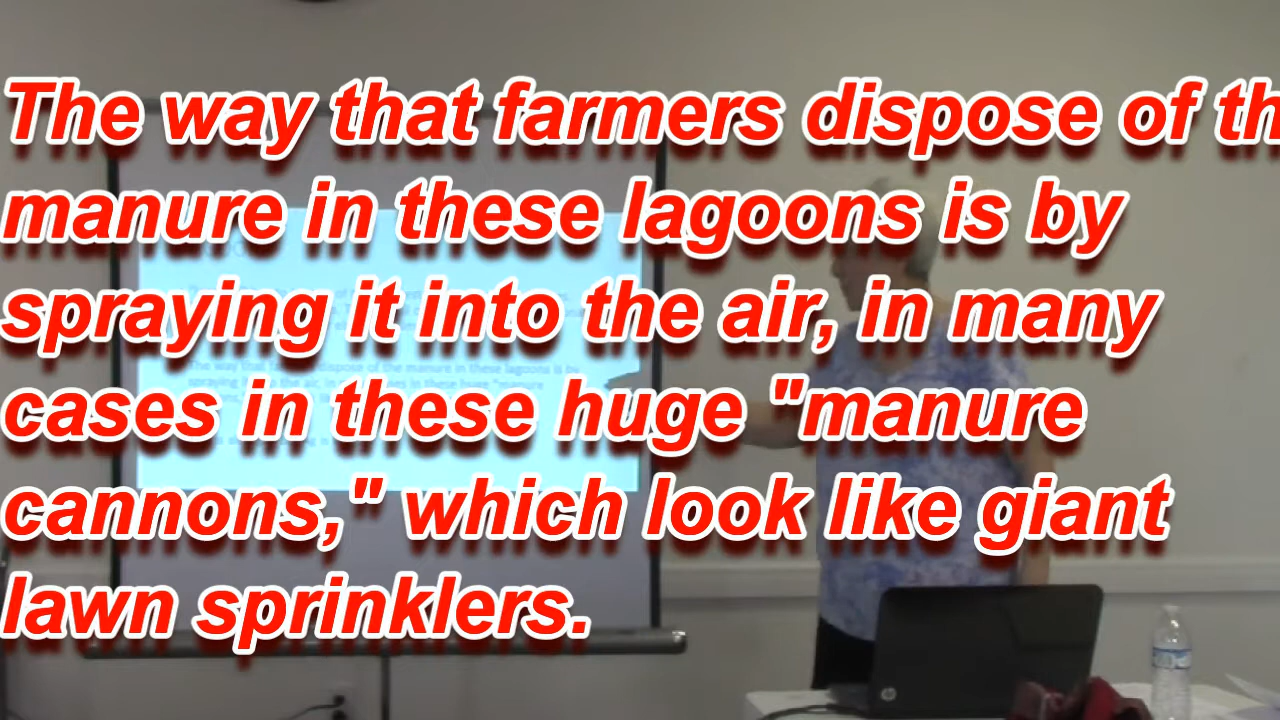 The way that farmers dispose of th
manure in these lagoons is by
spraying it into the air, in many
cases in these huge "manure
cannons," which look like giant
lawn sprinklers.